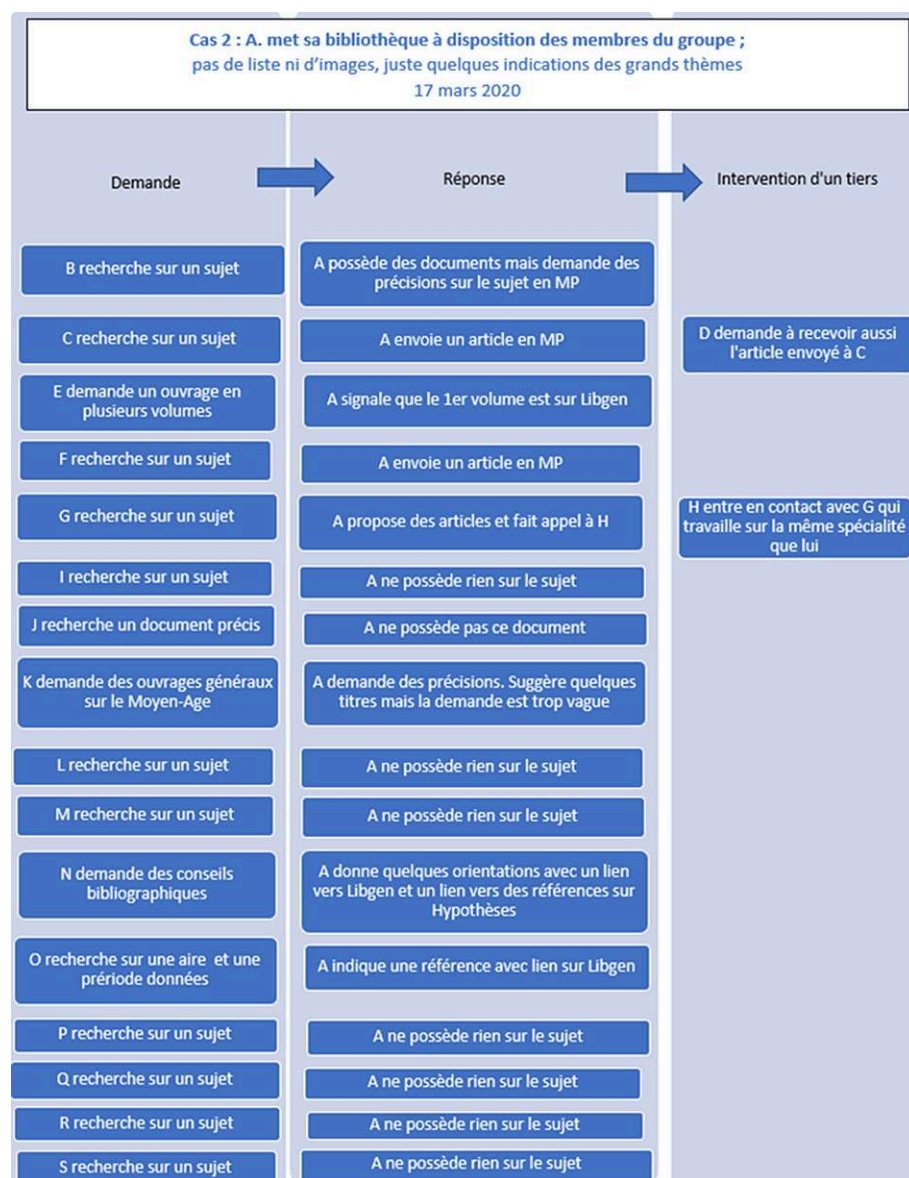 Cas 2 : A. met sa bibliothèque à disposition des membres du groupe ;
pas de liste ni d'images, juste quelques indications des grands thèmes
17 mars 2020
Demande
Réponse
Intervention d'un tiers
B recherche sur un sujet
A possède des documents mais demande des
précisions sur le sujet en MP
C recherche sur un sujet
A envoie un article en MP
D demande à recevoir aussi
l'article envoyé à C
E demande un ouvrage en
plusieurs volumes
A signale que le 1er volume est sur Libgen
F recherche sur un sujet
A envoie un article en MP
G recherche sur un sujet
A propose des articles et fait appel à H
H entre en contact avec G qui
travaille sur la même spécialité
que lui
I recherche sur un sujet
A ne possède rien sur le sujet
J recherche un document précis
A ne possède pas ce document
K demande des ouvrages généraux
sur le Moyen-Age
A demande des précisions. Suggère quelques
titres mais la demande est trop vague
L recherche sur un sujet
A ne possède rien sur le sujet
M recherche sur un sujet
A ne possède rien sur le sujet
N demande des conseils
bibliographiques
A donne quelques orientations avec un lien
vers Libgen et un lien vers des références sur
Hypothèses
O recherche sur une aire et une
prériode données
A indique une référence avec lien sur Libgen
P recherche sur un sujet
A ne possède rien sur le sujet
Q recherche sur un sujet
A ne possède rien sur le sujet
R recherche sur un sujet
A ne possède rien sur le sujet
S recherche sur un sujet
A ne possède rien sur le sujet